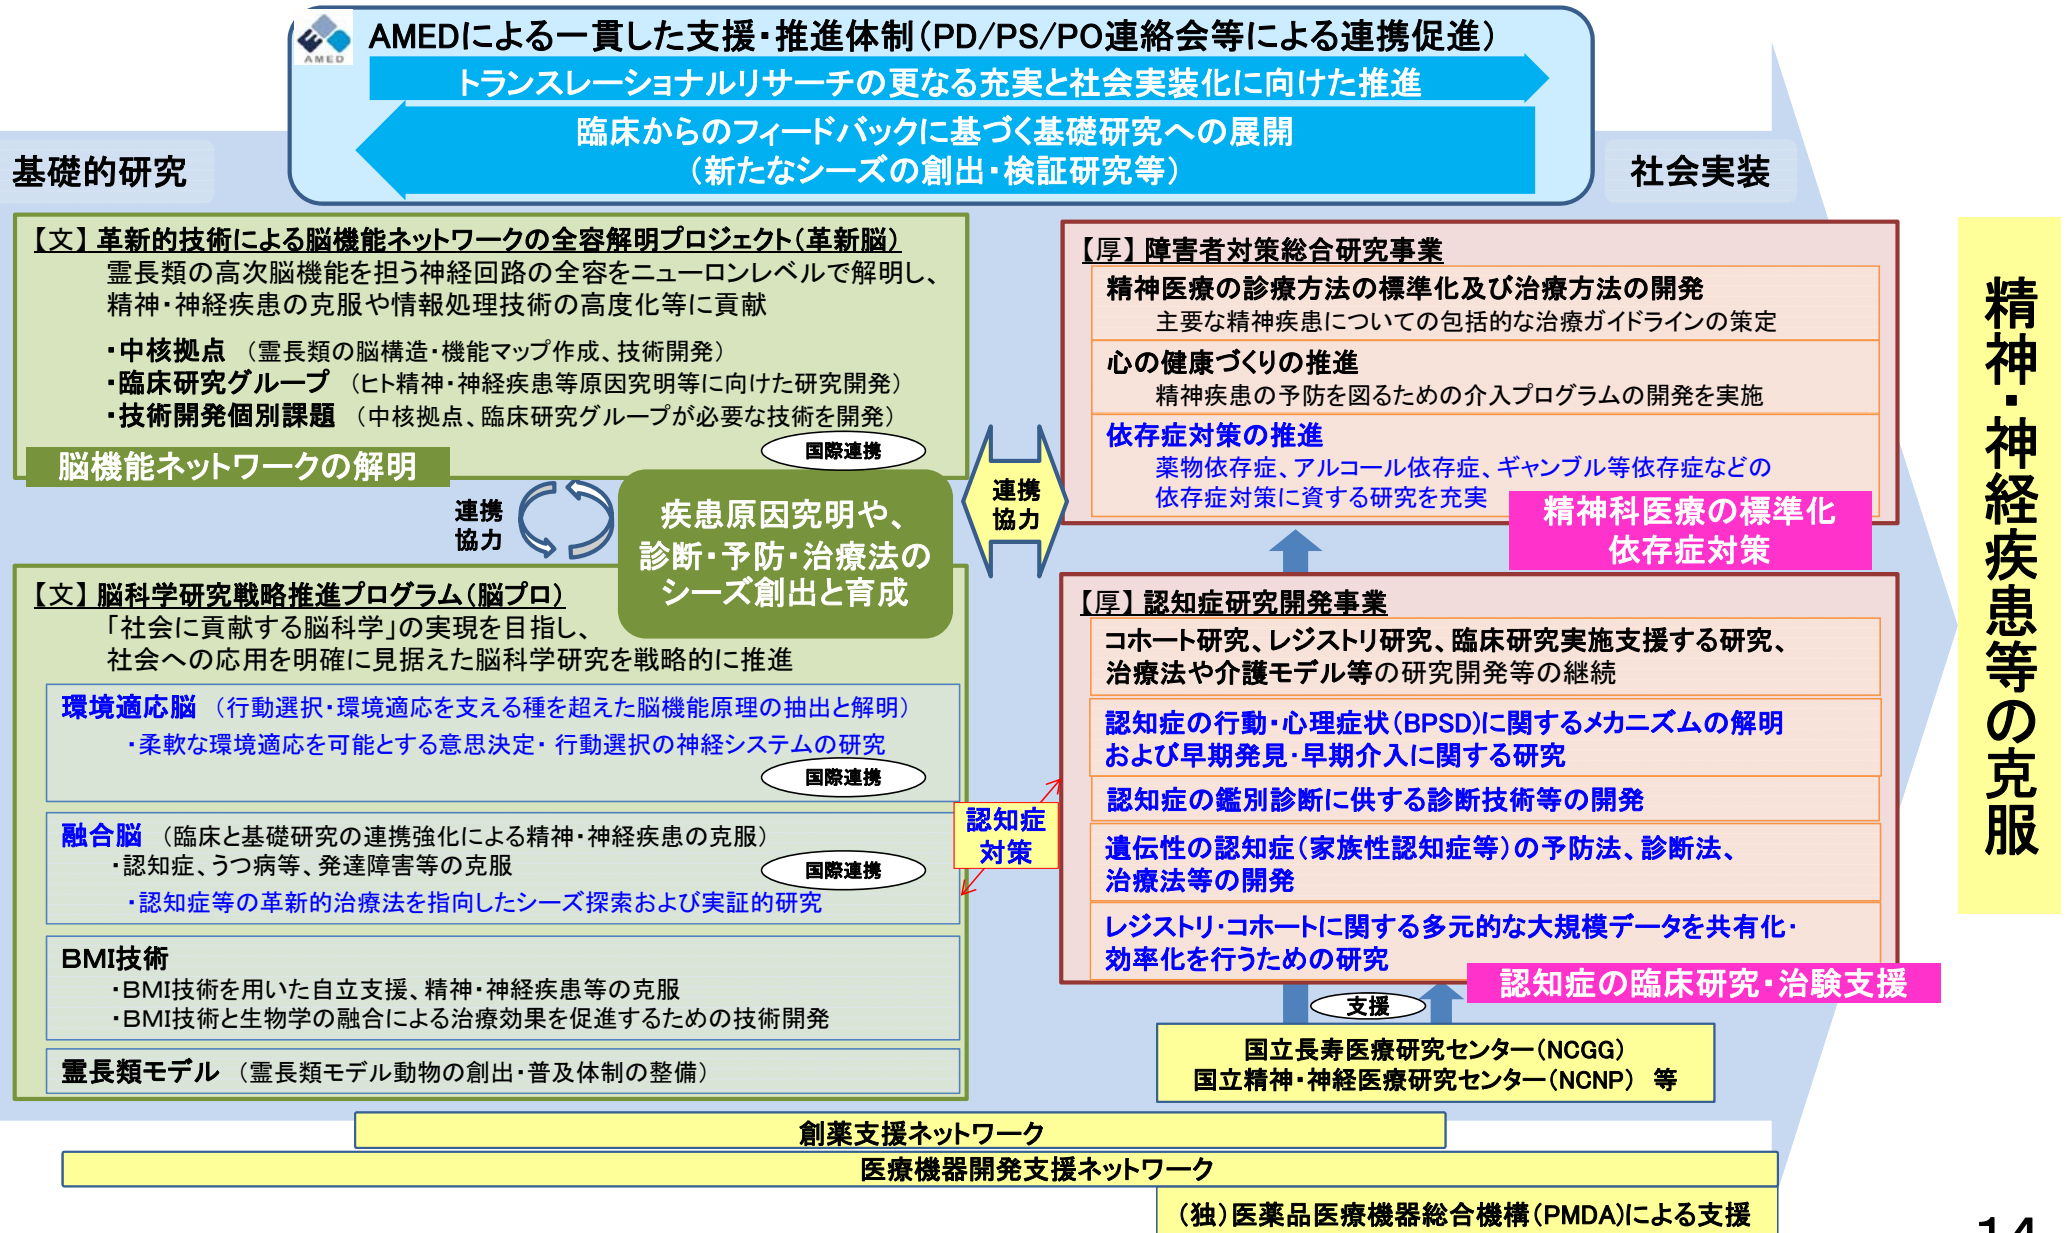 AMED
AMEDによる一貫した支援・推進体制(PD/PS/PO連絡会等による連携促進)
トランスレーショナルリサーチの更なる充実と社会実装化に向けた推進
臨床からのフィードバックに基づく基礎研究への展開
(新たなシーズの創出・検証研究等)
基礎的研究
社会実装
【文】革新的技術による脳機能ネットワークの全容解明プロジェクト(革新脳)
霊長類の高次脳機能を担う神経回路の全容をニューロンレベルで解明し、
精神・神経疾患の克服や情報処理技術の高度化等に貢献
・中核拠点 (霊長類の脳構造・機能マップ作成、技術開発)
・臨床研究グループ (ヒト精神・神経疾患等原因究明等に向けた研究開発)
・技術開発個別課題 (中核拠点、臨床研究グループが必要な技術を開発)
国際連携
脳機能ネットワークの解明
連携
協力
疾患原因究明や、
診断・予防・治療法の
シーズ創出と育成
【文】脳科学研究戦略推進プログラム(脳プロ)
「社会に貢献する脳科学」の実現を目指し、
社会への応用を明確に見据えた脳科学研究を戦略的に推進
環境適応脳 (行動選択・環境適応を支える種を超えた脳機能原理の抽出と解明)
・柔軟な環境適応を可能とする意思決定・ 行動選択の神経システムの研究
国際連携
融合脳 (臨床と基礎研究の連携強化による精神・神経疾患の克服)
・認知症、うつ病等、発達障害等の克服
国際連携
・認知症等の革新的治療法を指向したシーズ探索および実証的研究
BMI技術
・BMI技術を用いた自立支援、精神・神経疾患等の克服
・BMI技術と生物学の融合による治療効果を促進するための技術開発
霊長類モデル (霊長類モデル動物の創出・普及体制の整備)
連携
協力
認知症
対策
【厚】障害者対策総合研究事業
精神医療の診療方法の標準化及び治療方法の開発
主要な精神疾患についての包括的な治療ガイドラインの策定
心の健康づくりの推進
精神疾患の予防を図るための介入プログラムの開発を実施
依存症対策の推進
薬物依存症、アルコール依存症、ギャンブル等依存症などの
依存症対策に資する研究を充実
精神科医療の標準化
依存症対策
【厚】認知症研究開発事業
コホート研究、レジストリ研究、臨床研究実施支援する研究、
治療法や介護モデル等の研究開発等の継続
認知症の行動・心理症状(BPSD)に関するメカニズムの解明
および早期発見・早期介入に関する研究
認知症の鑑別診断に供する診断技術等の開発
遺伝性の認知症(家族性認知症等)の予防法、診断法、
治療法等の開発
レジストリ・コホートに関する多元的な大規模データを共有化・
効率化を行うための研究
認知症の臨床研究・治験支援
支援
国立長寿医療研究センター(NCGG)
国立精神・神経医療研究センター(NCNP) 等
精神・神経疾患等の克服
創薬支援ネットワーク
医療機器開発支援ネットワーク
(独)医薬品医療機器総合機構(PMDA)による支援
14